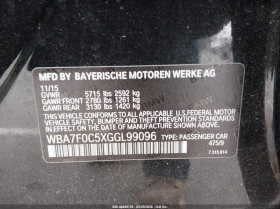 MFD BY BAYERISCHE MOTOREN WERKE AG
11/15
GVWR 5715 lbs 2592 kg
GAWR FRONT 2780 lbs 1261 kg
GAWR REAR 3130 lbs 1420 kg
THIS VEHICLE CONFORMS TO ALL APPLICABLE
U.S. FEDERAL MOTOR VEHICLE SAFETY, BUMPER,
AND THEFT PREVENTION STANDARDS IN EFFECT
ON THE DATE OF MANUFACTURE SHOWN ABOVE.
WBA7F0C5XGGL99096 TYPE: PASSENGER CAR
475/9